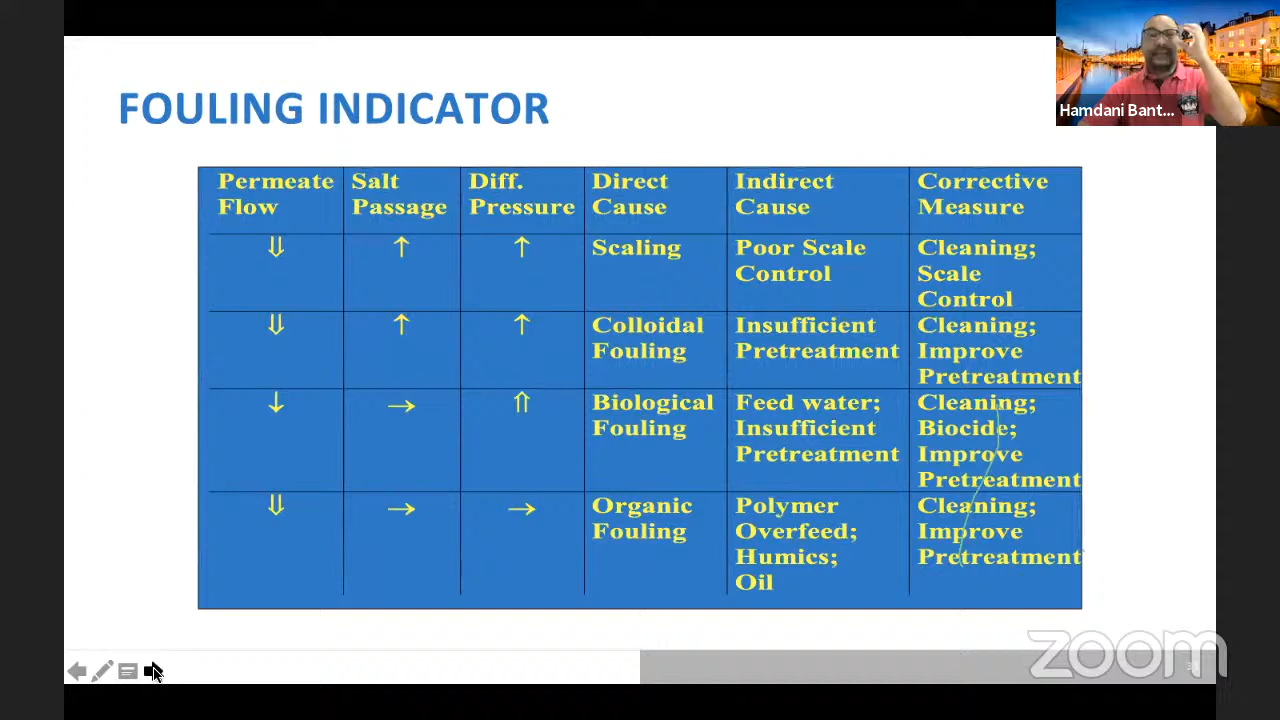 Hamdani Bant...
FOULING INDICATOR
Permeate Flow | Salt Passage | Diff. Pressure | Direct Cause | Indirect Cause | Corrective Measure
⇓ | ↑ | ↑ | Scaling | Poor Scale Control | Cleaning; Scale Control
⇓ | ↑ | ↑ | Colloidal Fouling | Insufficient Pretreatment | Cleaning; Improve Pretreatment
↓ | → | ⇑ | Biological Fouling | Feed water; Insufficient Pretreatment | Cleaning; Biocide; Improve Pretreatment
⇓ | → | → | Organic Fouling | Polymer Overfeed; Humics; Oil | Cleaning; Improve Pretreatment
zoom